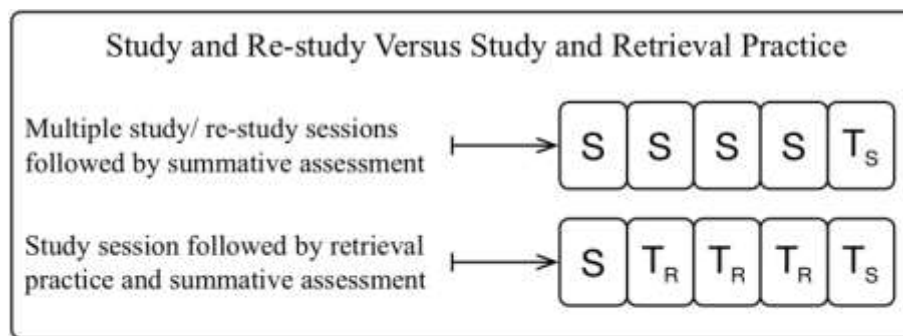 Study and Re-study Versus Study and Retrieval Practice
Multiple study/ re-study sessions
followed by summative assessment
S S S S TS
Study session followed by retrieval
practice and summative assessment
S TR TR TR TS